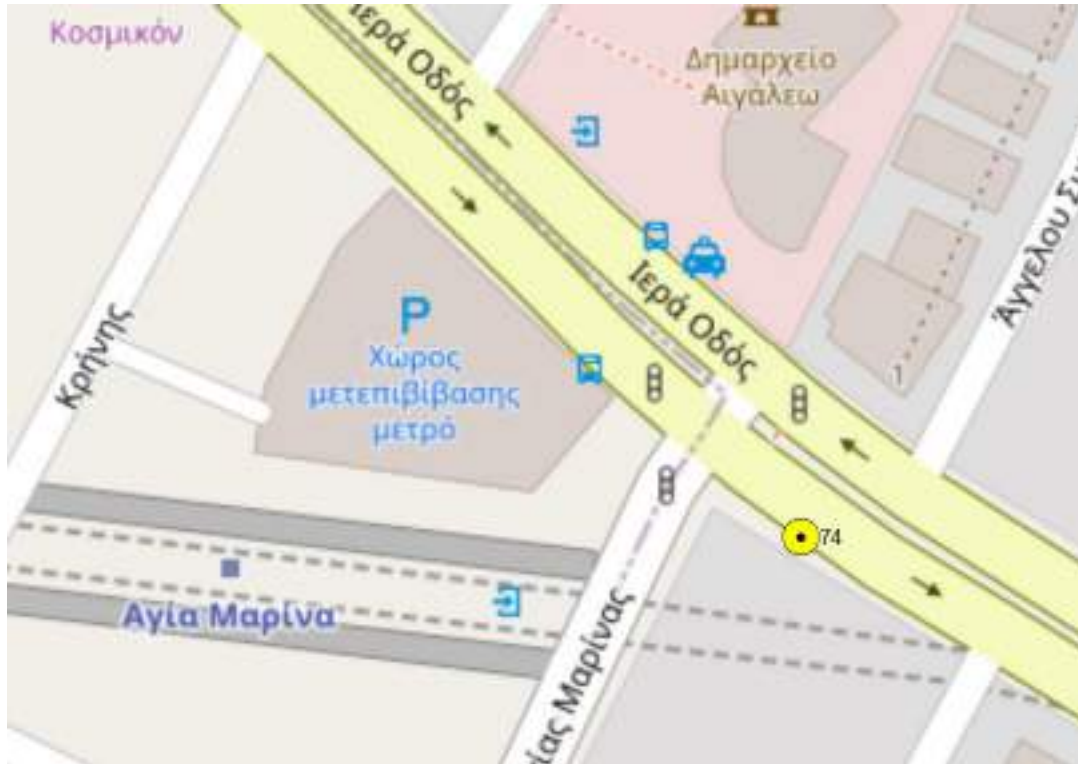 Κοσμικόν
Ιερά Οδός
Δημαρχείο
Αιγάλεω
Άγγελου
Ιερά Οδός
Κρήνης
P
Χώρος
μετεπιβίβασης
μετρό
1
74
Αγία Μαρίνα
ίας Μαρίνας